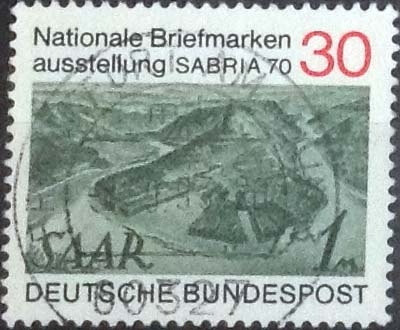 Nationale Briefmarken
ausstellung SABRIA 70
30
SAAR
1 M
DEUTSCHE BUNDESPOST